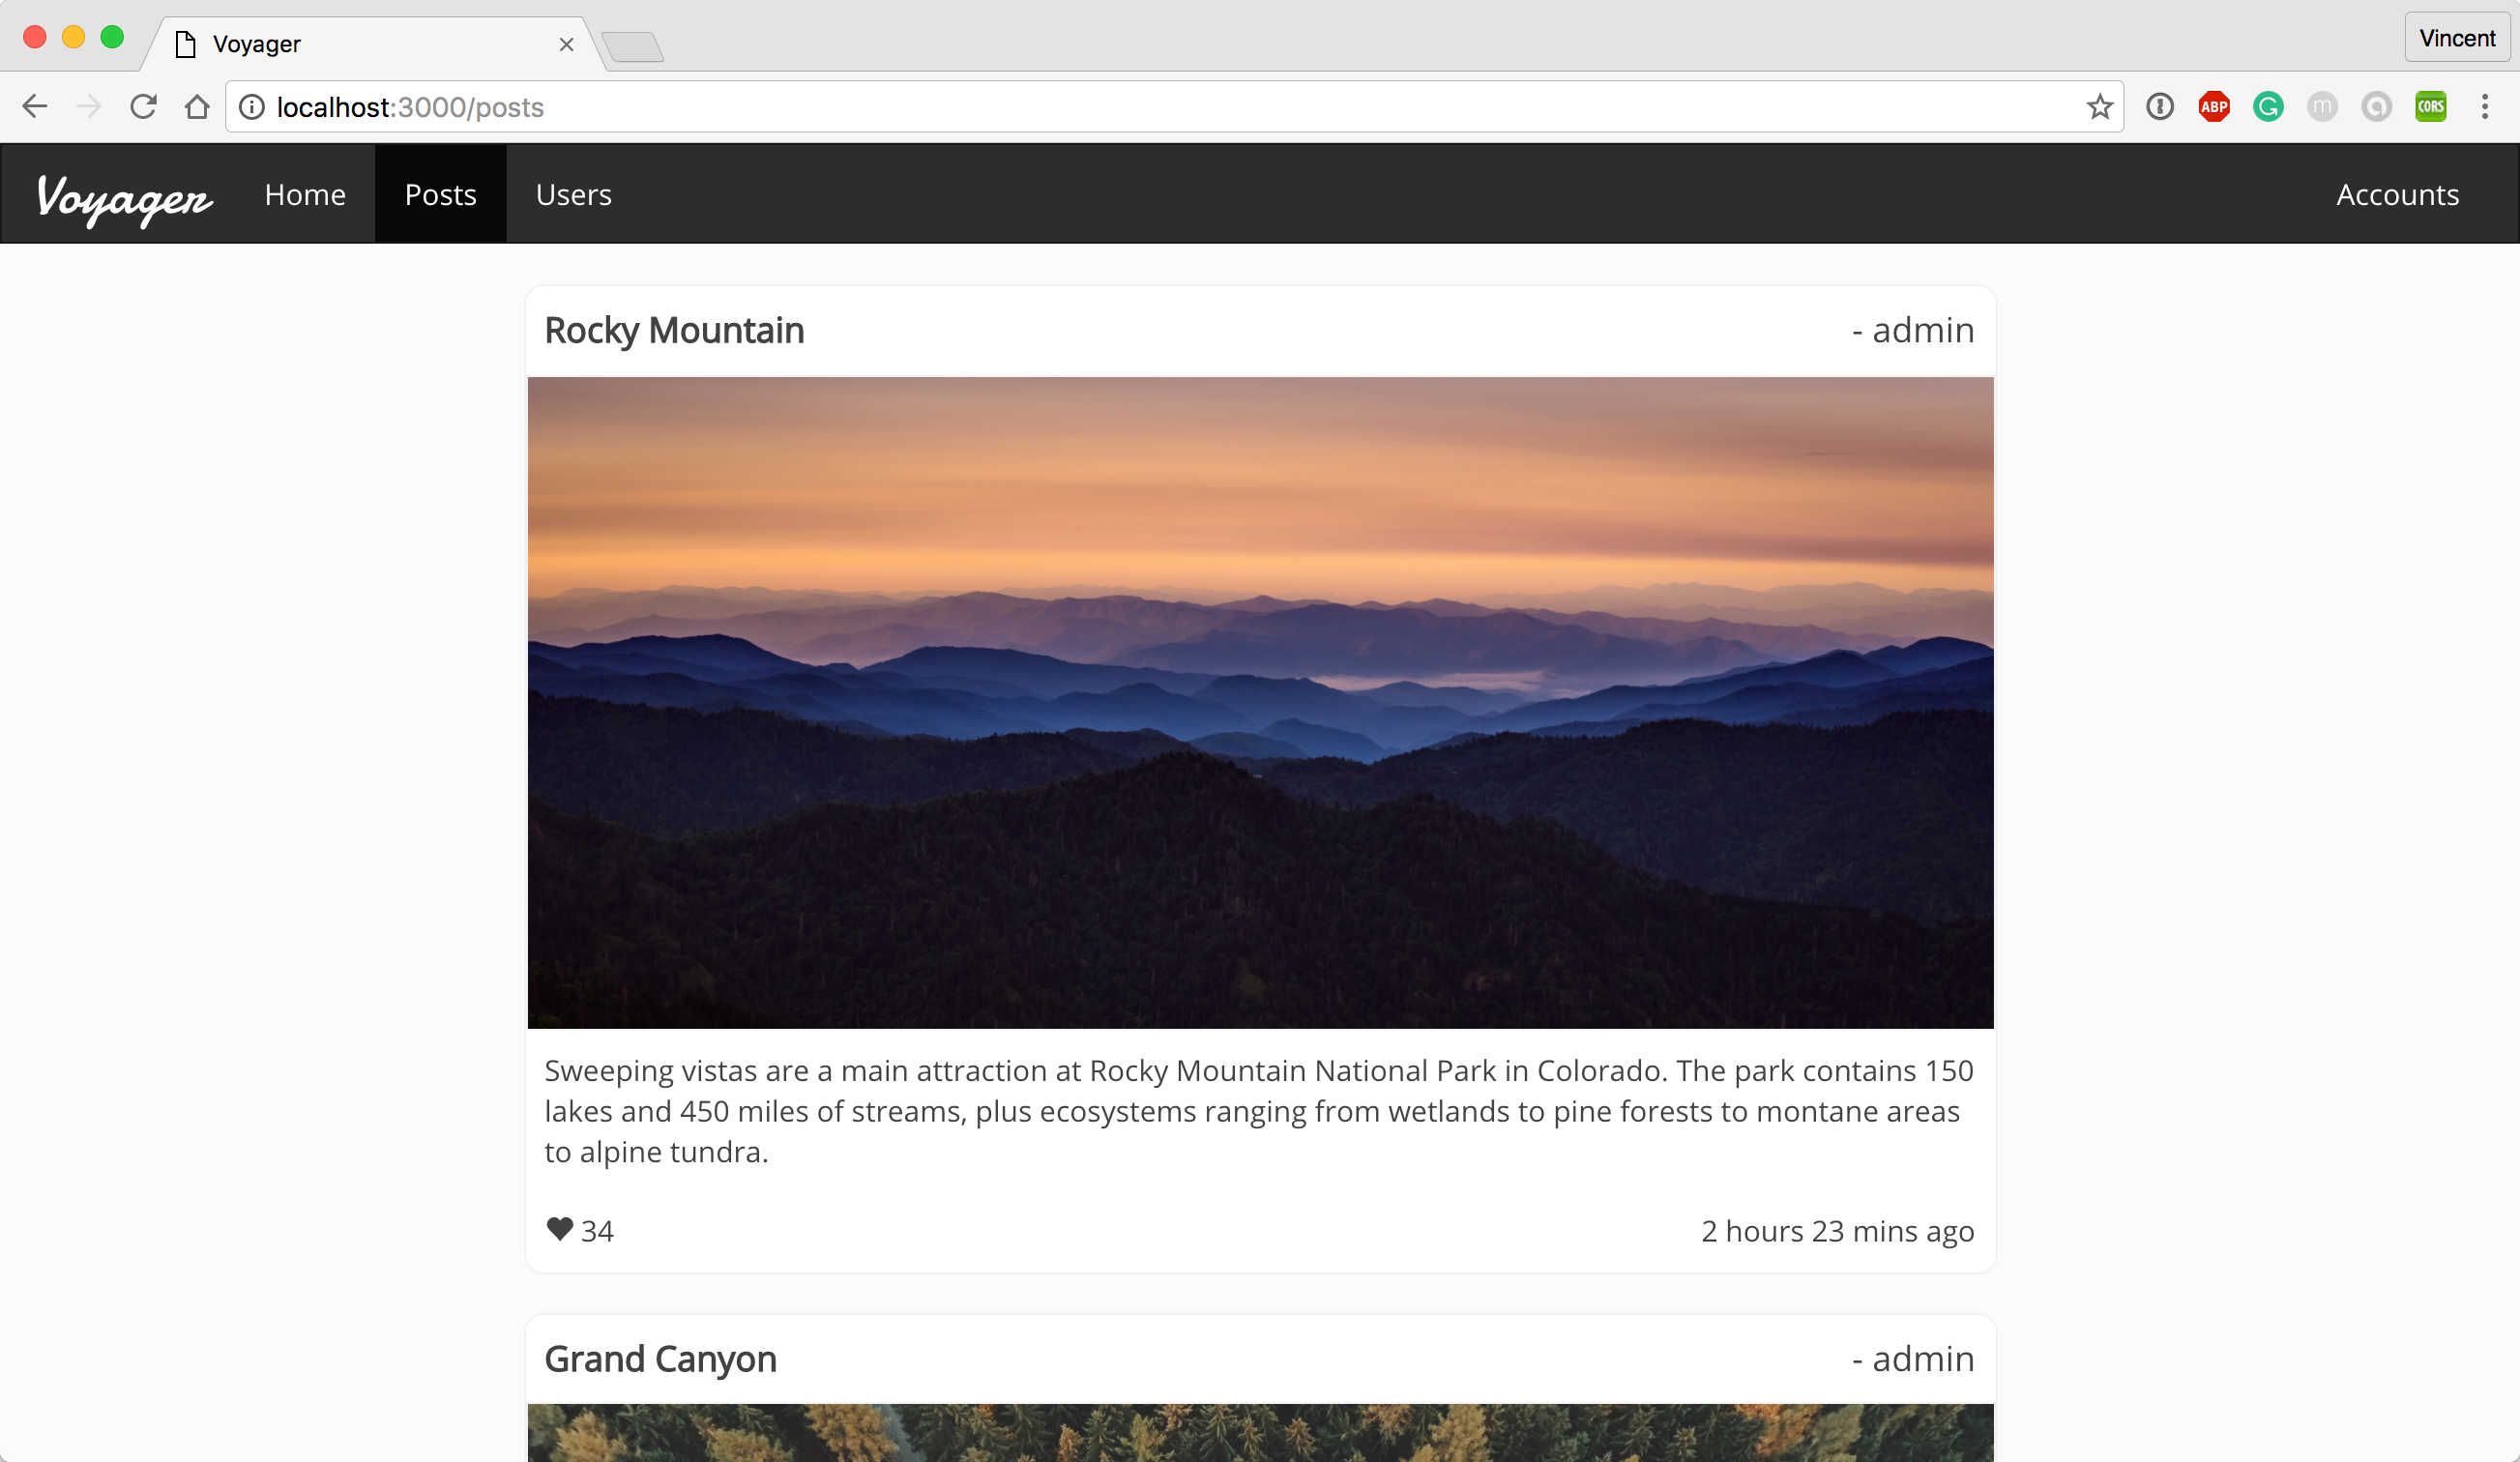 Voyager
Vincent
localhost:3000/posts
ABP
G
m
a
CORS
Voyager Home Posts Users Accounts
Rocky Mountain - admin
Sweeping vistas are a main attraction at Rocky Mountain National Park in Colorado. The park contains 150
lakes and 450 miles of streams, plus ecosystems ranging from wetlands to pine forests to montane areas
to alpine tundra.
34 2 hours 23 mins ago
Grand Canyon - admin